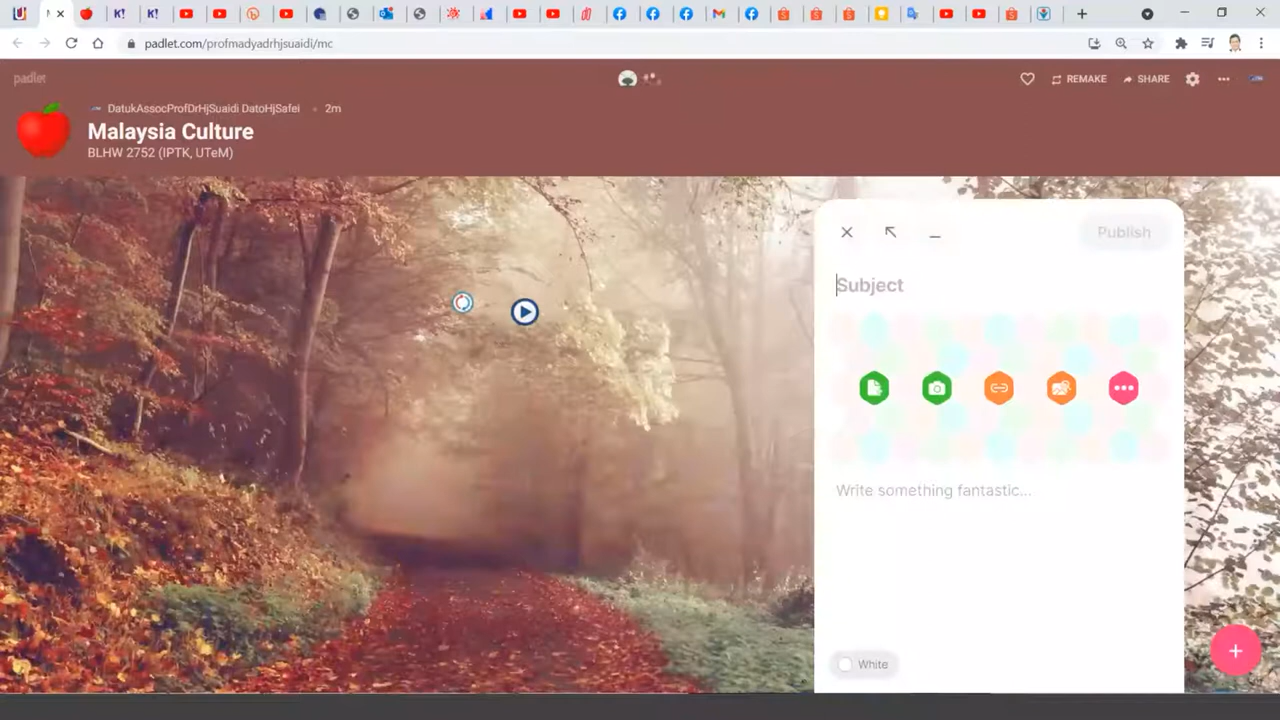 padlet.com/profmadyadrhjsuaidi/mc
padlet
REMAKE
SHARE
DatukAssocProfDrHjSuaidi DatoHjSafei • 2m
Malaysia Culture
BLHW 2752 (IPTK, UTeM)
Publish
Subject
Write something fantastic...
White